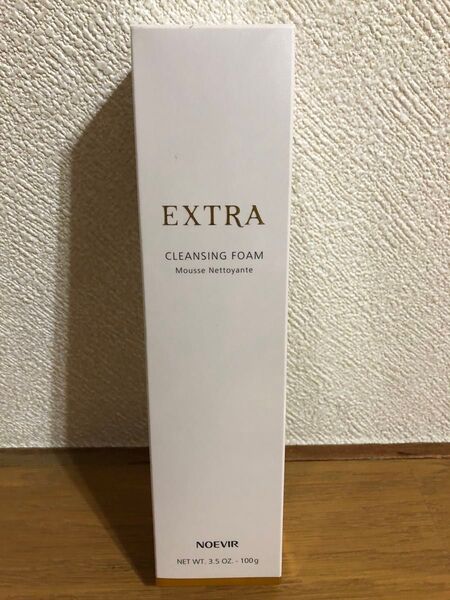 EXTRA
CLEANSING FOAM
Mousse Nettoyante
NOEVIR
NET WT. 3.5 OZ. - 100g